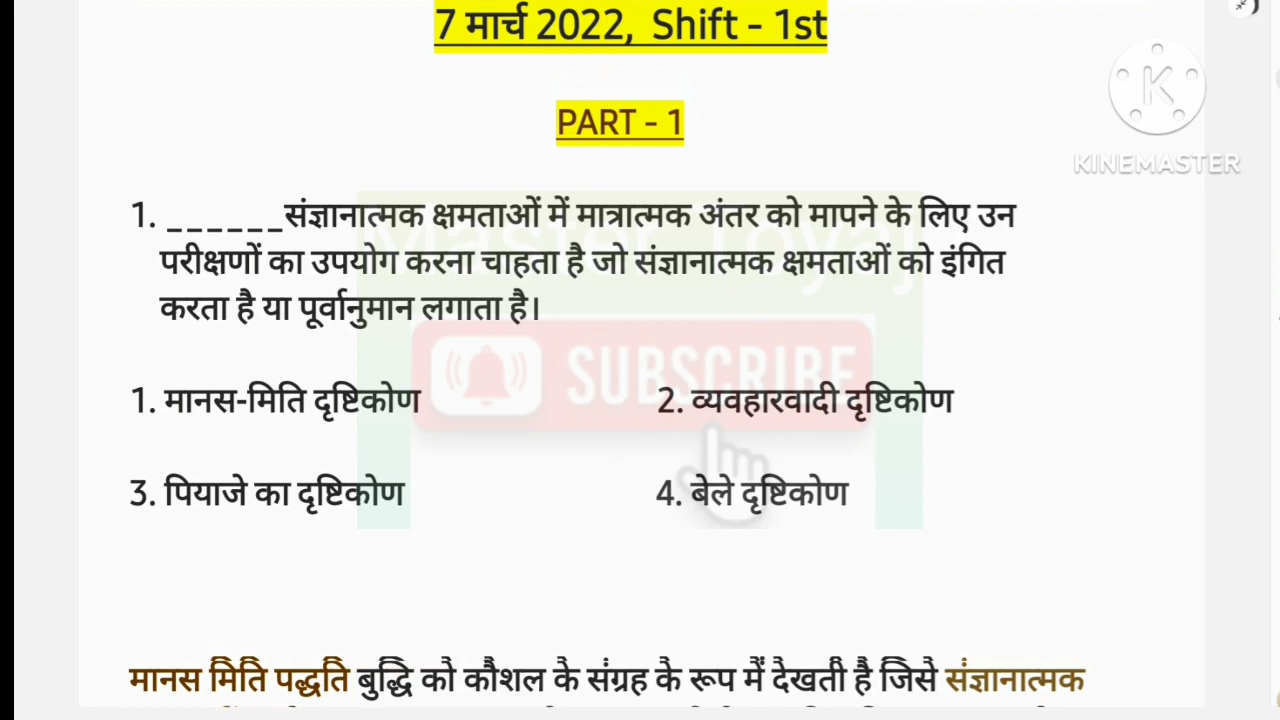 7 मार्च 2022, Shift - 1st
PART - 1
KINEMASTER
1. ______संज्ञानात्मक क्षमताओं में मात्रात्मक अंतर को मापने के लिए उन
परीक्षणों का उपयोग करना चाहता है जो संज्ञानात्मक क्षमताओं को इंगित
करता है या पूर्वानुमान लगाता है।
SUBSCRIBE
1. मानस-मिति दृष्टिकोण 2. व्यवहारवादी दृष्टिकोण
3. पियाजे का दृष्टिकोण 4. बेले दृष्टिकोण
मानस मिति पद्धति बुद्धि को कौशल के संग्रह के रूप में देखती है जिसे संज्ञानात्मक